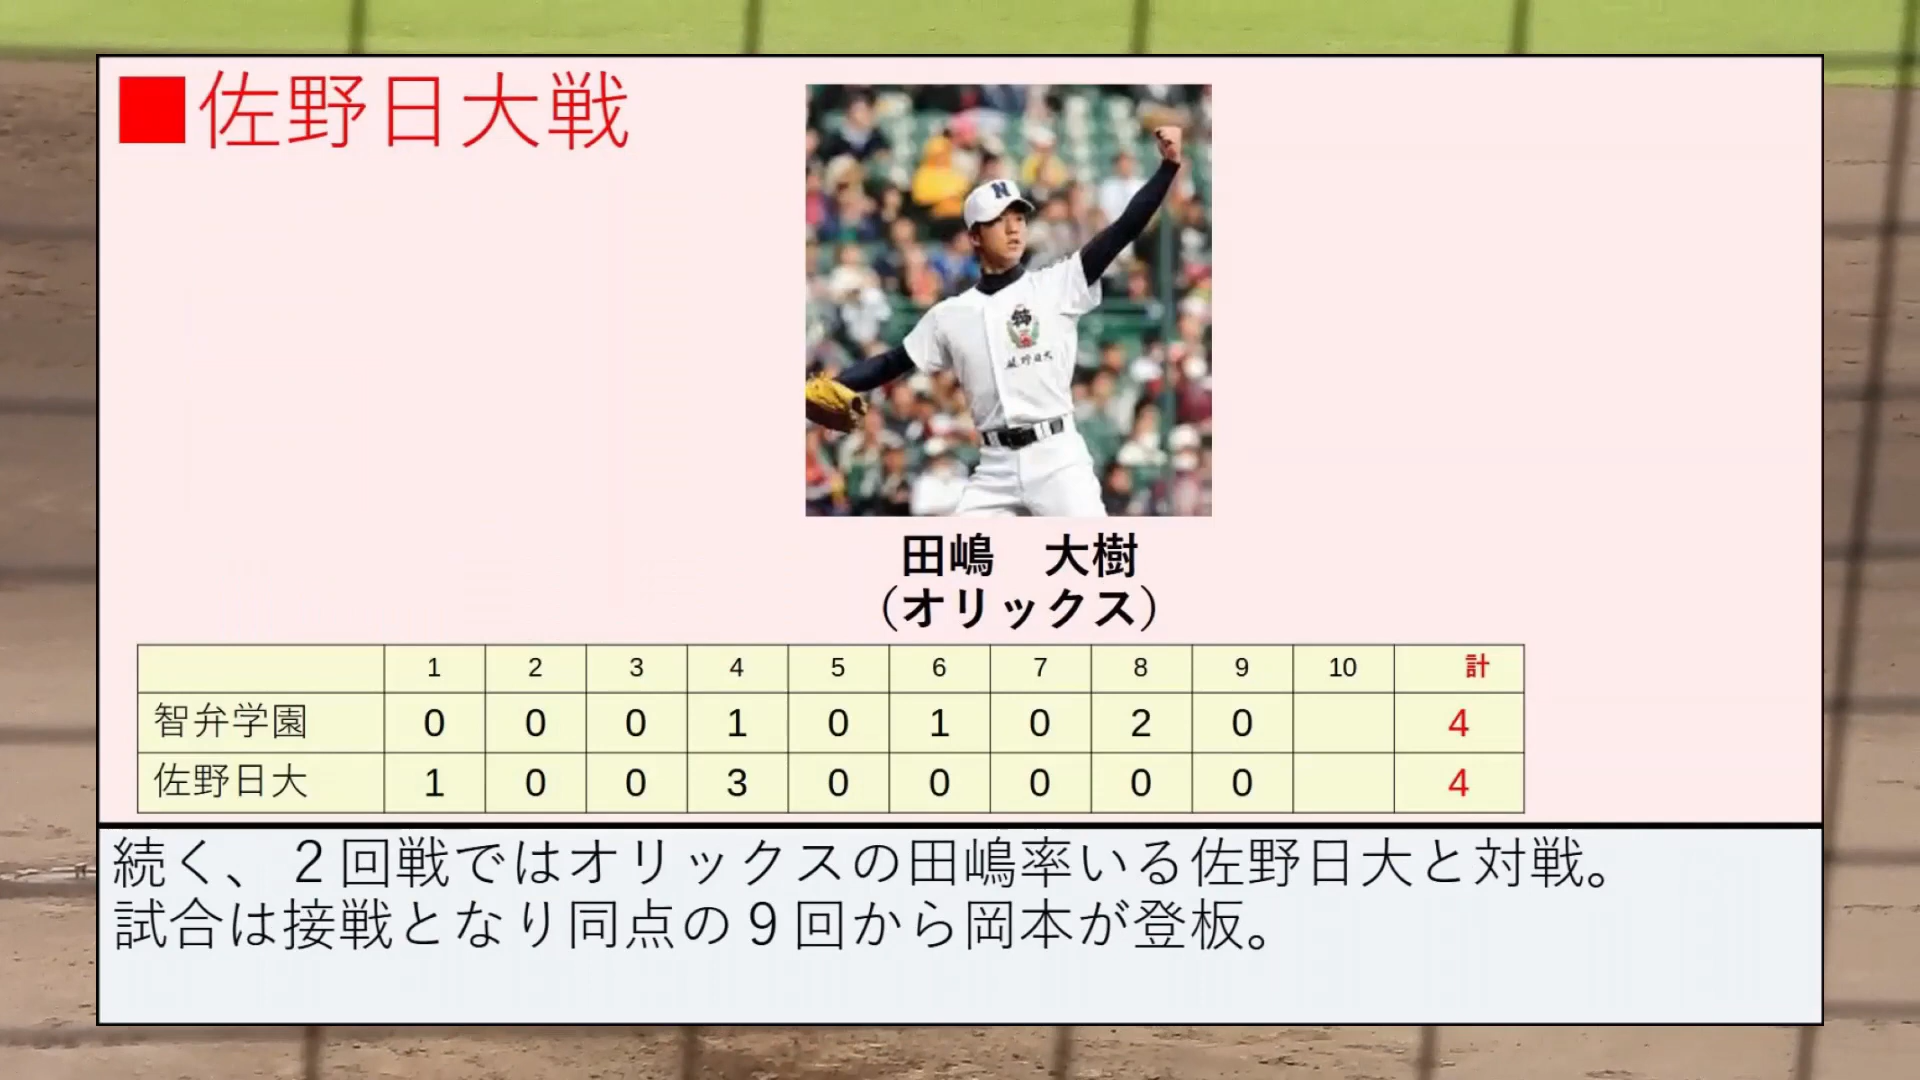 ■佐野日大戦
N
佐野日大
田嶋　大樹
（オリックス）
1 2 3 4 5 6 7 8 9 10 計
智弁学園 0 0 0 1 0 1 0 2 0 4
佐野日大 1 0 0 3 0 0 0 0 0 4
続く、２回戦ではオリックスの田嶋率いる佐野日大と対戦。
試合は接戦となり同点の９回から岡本が登板。